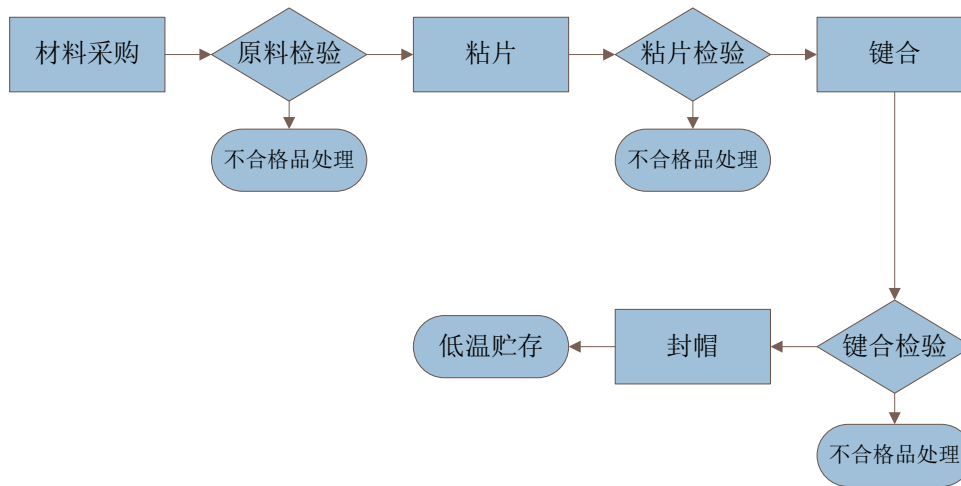 材料采购
原料检验
粘片
粘片检验
键合
不合格品处理
不合格品处理
低温贮存
封帽
键合检验
不合格品处理